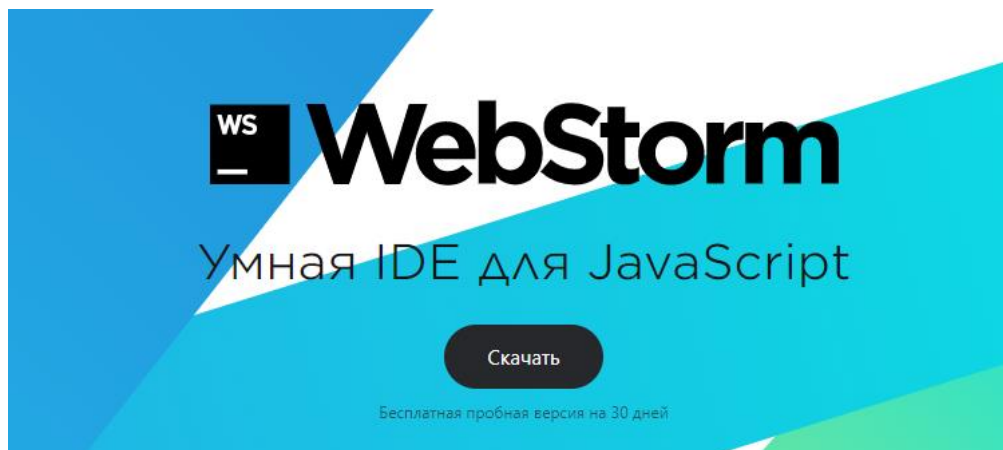 WS
WebStorm
Умная IDE для JavaScript
Скачать
Бесплатная пробная версия на 30 дней